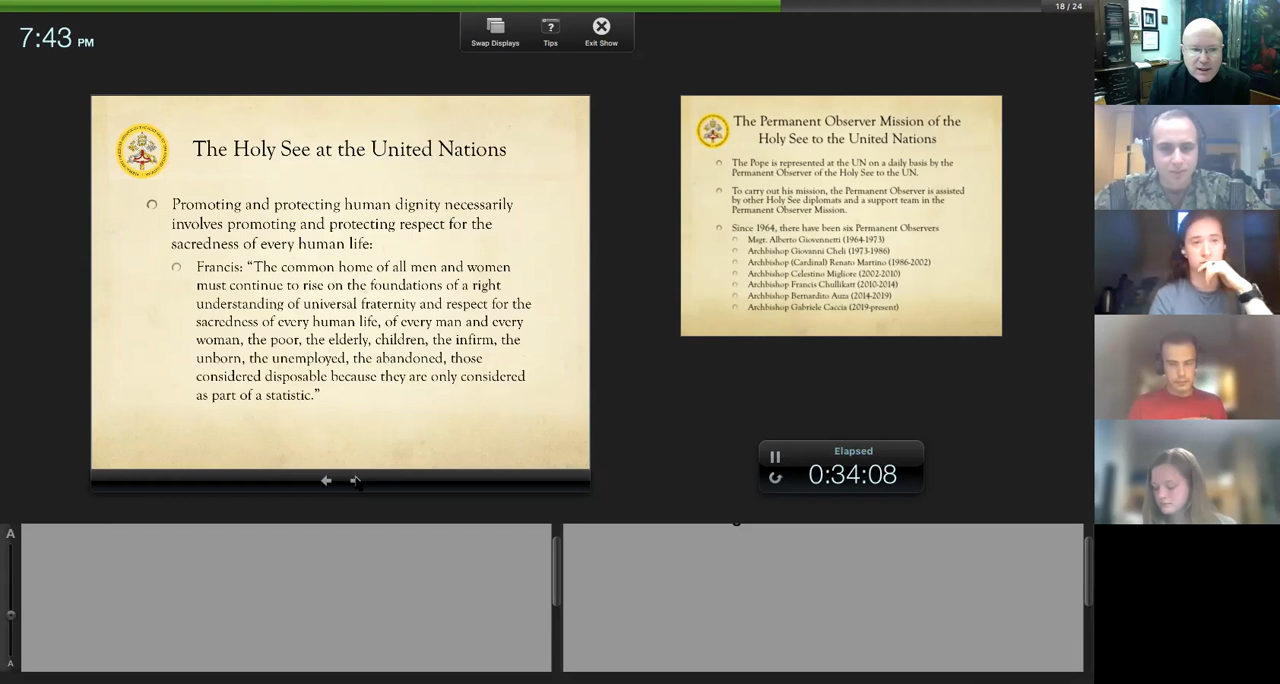 18 / 24
7:43 PM
Swap Displays
?
Tips
Exit Show
The Holy See at the United Nations
Promoting and protecting human dignity necessarily
involves promoting and protecting respect for the
sacredness of every human life:
Francis: “The common home of all men and women
must continue to rise on the foundations of a right
understanding of universal fraternity and respect for the
sacredness of every human life, of every man and every
woman, the poor, the elderly, children, the infirm, the
unborn, the unemployed, the abandoned, those
considered disposable because they are only considered
as part of a statistic.”
The Permanent Observer Mission of the
Holy See to the United Nations
The Pope is represented at the UN on a daily basis by the
Permanent Observer of the Holy See to the UN.
To carry out his mission, the Permanent Observer is assisted
by other Holy See diplomats and a support team in the
Permanent Observer Mission.
Since 1964, there have been six Permanent Observers
Msgr. Alberto Giovennetti (1964-1973)
Archbishop Giovanni Cheli (1973-1986)
Archbishop (Cardinal) Renato Martino (1986-2002)
Archbishop Celestino Migliore (2002-2010)
Archbishop Francis Chullikatt (2010-2014)
Archbishop Bernardito Auza (2014-2019)
Archbishop Gabriele Caccia (2019-present)
Elapsed
0:34:08
A
A